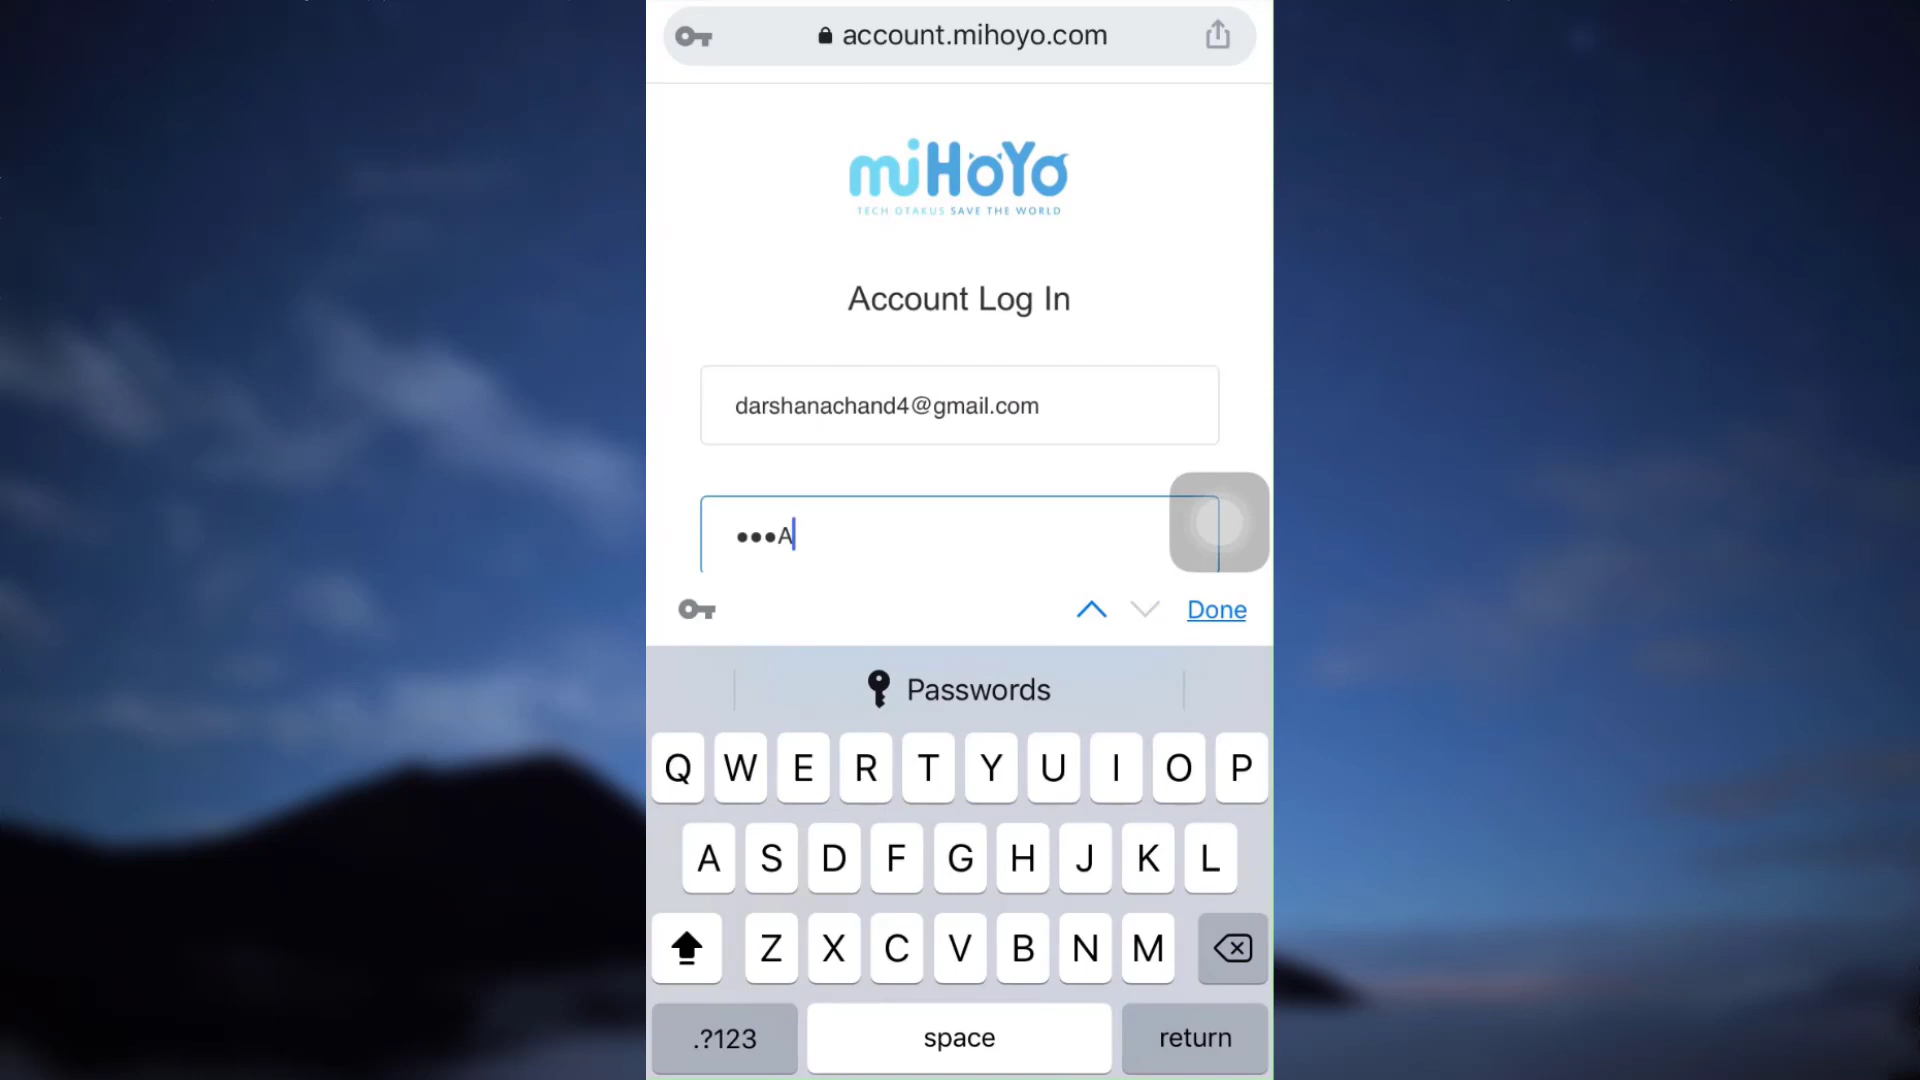 account.mihoyo.com
miHoYo
TECH OTAKUS SAVE THE WORLD
Account Log In
darshanachand4@gmail.com
•••A
Done
Passwords
Q W E R T Y U I O P
A S D F G H J K L
Z X C V B N M
.?123 space return